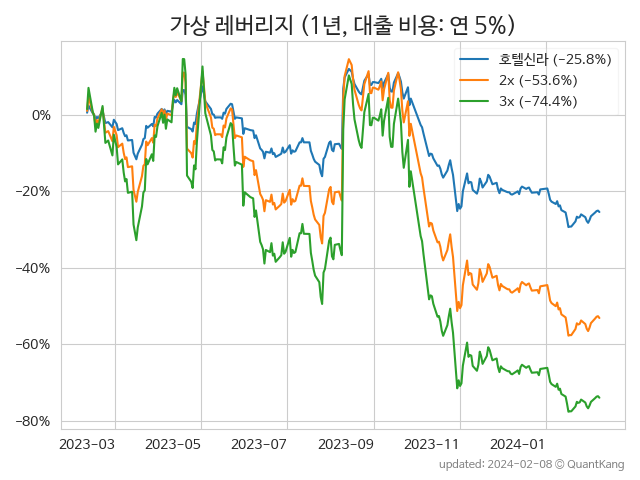 가상 레버리지 (1년, 대출 비용: 연 5%)
호텔신라 (−25.8%)
2x (−53.6%)
3x (−74.4%)
0%
−20%
−40%
−60%
−80%
2023-03 2023-05 2023-07 2023-09 2023-11 2024-01
updated: 2024-02-08 © QuantKang